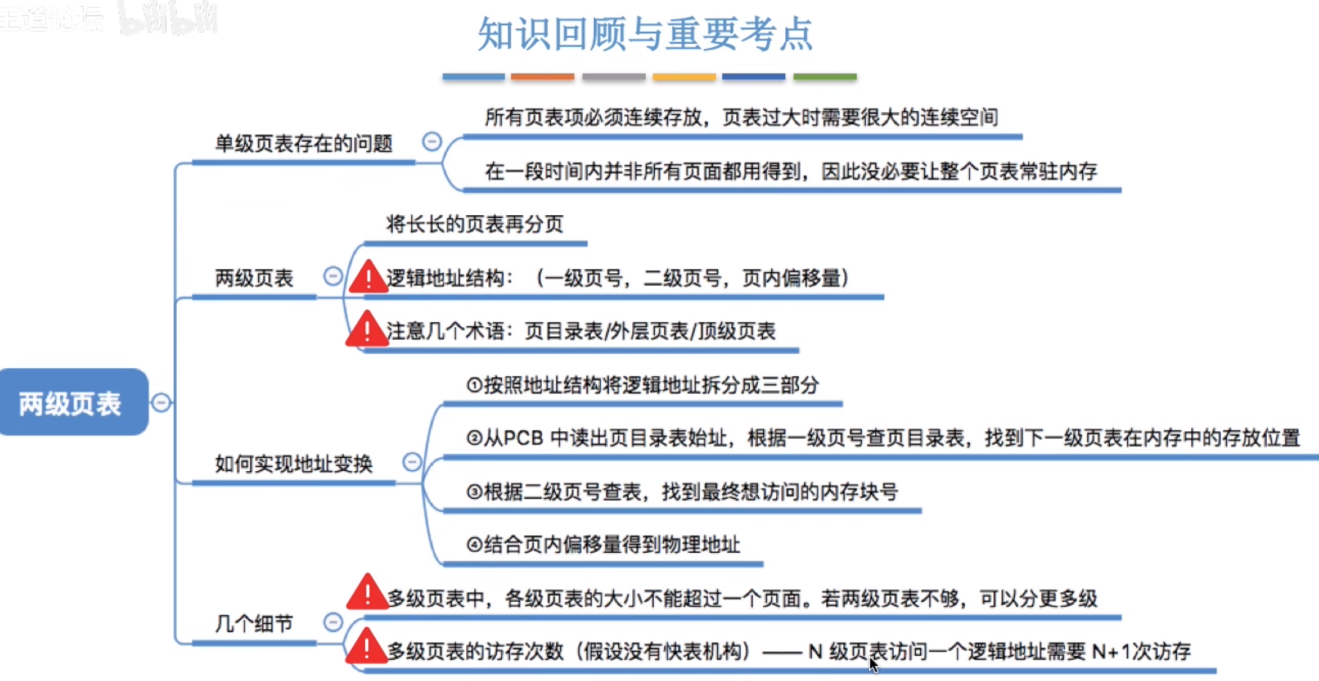 王道论坛 bilibili
知识回顾与重要考点
单级页表存在的问题
所有页表项必须连续存放，页表过大时需要很大的连续空间
在一段时间内并非所有页面都用得到，因此没必要让整个页表常驻内存
两级页表
将长长的页表再分页
逻辑地址结构：（一级页号，二级页号，页内偏移量）
注意几个术语：页目录表/外层页表/顶级页表
两级页表
如何实现地址变换
①按照地址结构将逻辑地址拆分成三部分
②从PCB 中读出页目录表始址，根据一级页号查页目录表，找到下一级页表在内存中的存放位置
③根据二级页号查表，找到最终想访问的内存块号
④结合页内偏移量得到物理地址
几个细节
多级页表中，各级页表的大小不能超过一个页面。若两级页表不够，可以分更多级
多级页表的访存次数（假设没有快表机构）—— N 级页表访问一个逻辑地址需要 N+1次访存